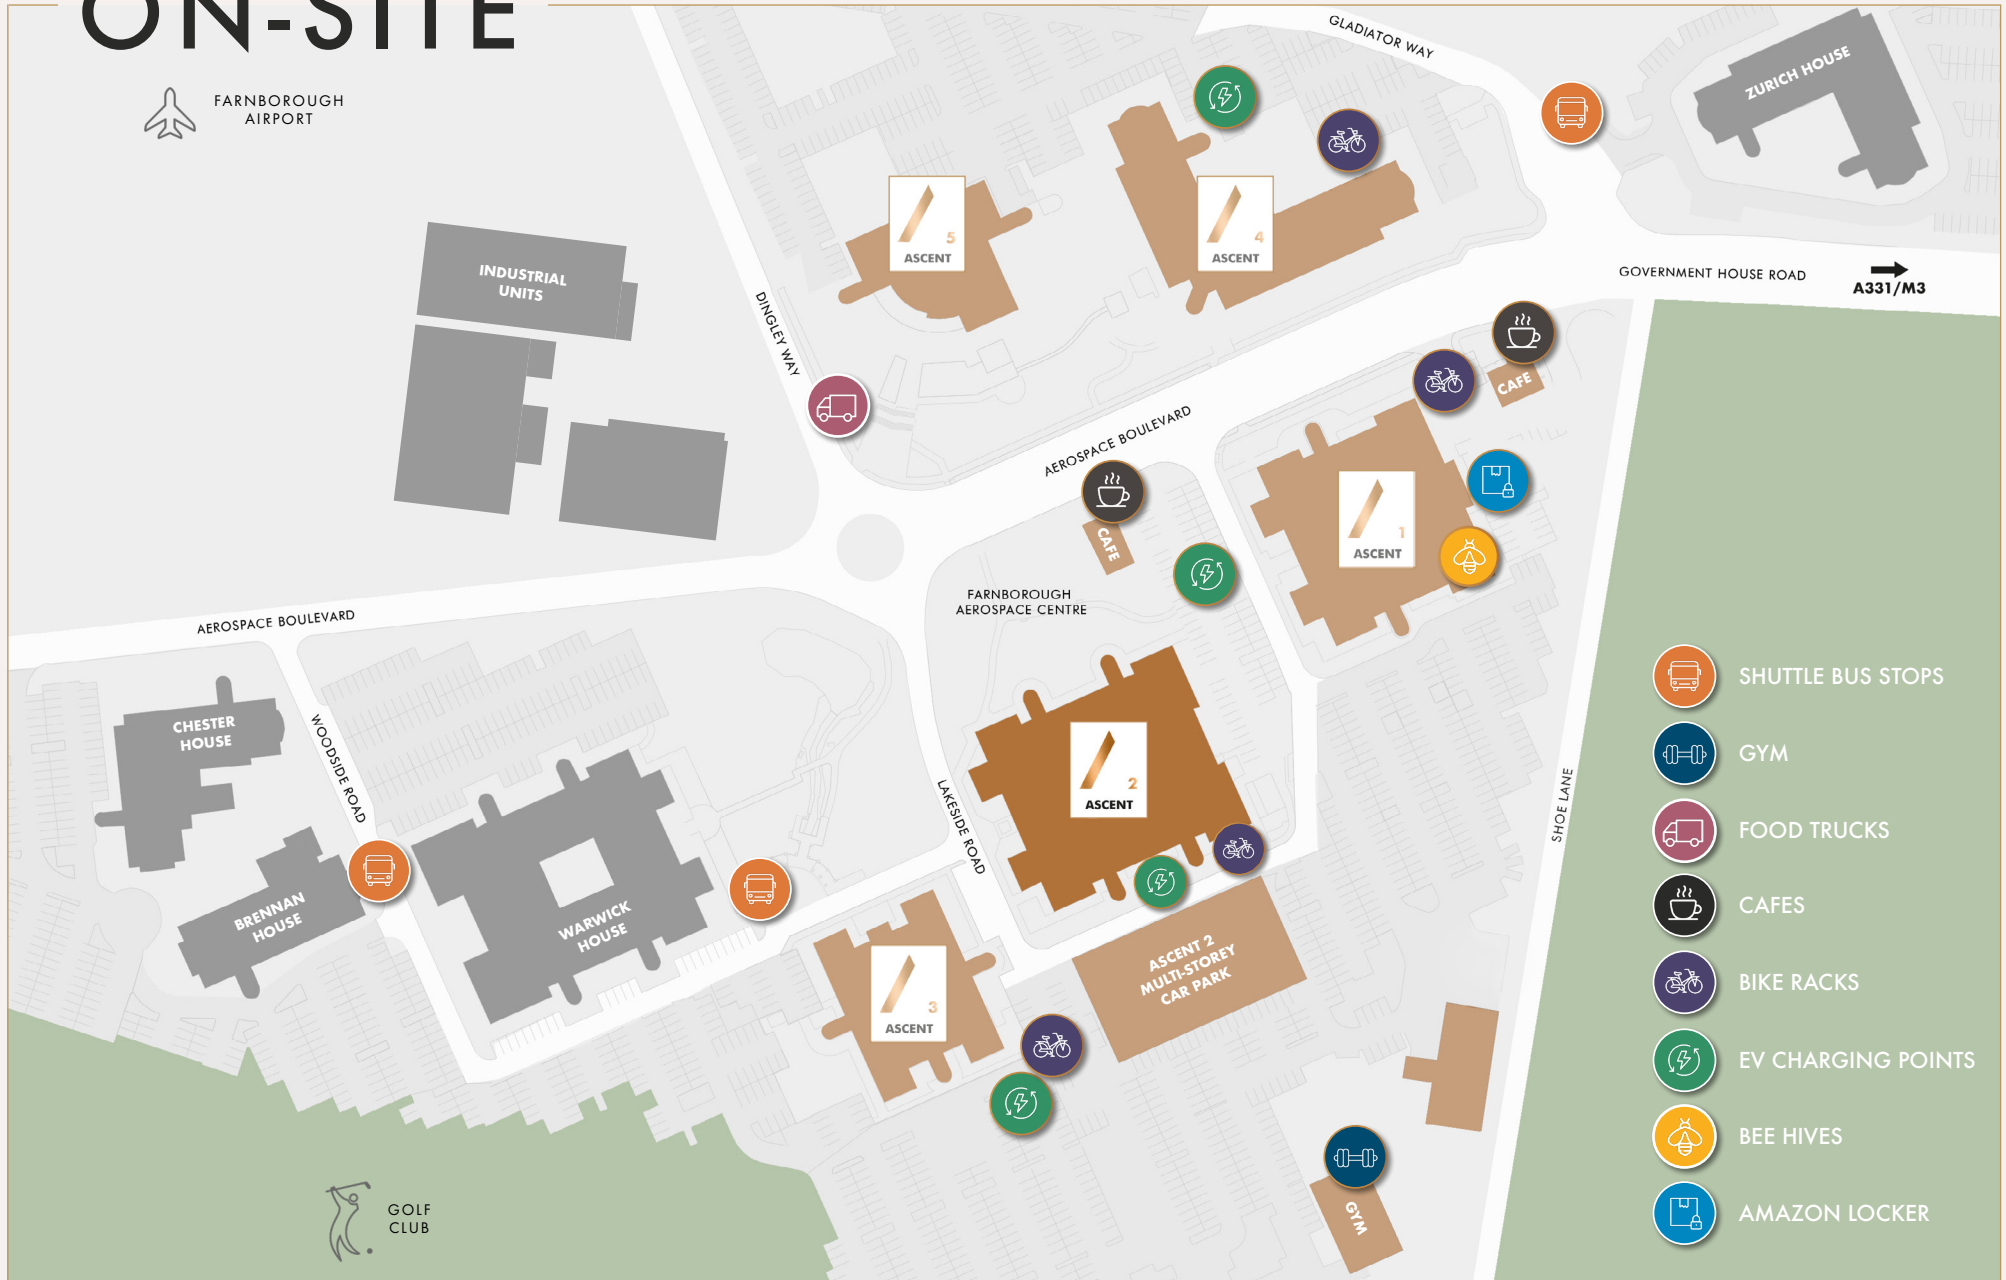 ON-SITE
FARNBOROUGH
AIRPORT
GLADIATOR WAY
ZURICH HOUSE
5
ASCENT
4
ASCENT
INDUSTRIAL
UNITS
GOVERNMENT HOUSE ROAD
A331/M3
DINGLEY WAY
CAFE
AEROSPACE BOULEVARD
CAFE
1
ASCENT
FARNBOROUGH
AEROSPACE CENTRE
AEROSPACE BOULEVARD
CHESTER
HOUSE
WOODSIDE ROAD
2
ASCENT
LAKESIDE ROAD
SHOE LANE
BRENNAN
HOUSE
WARWICK
HOUSE
ASCENT 2
MULTI-STOREY
CAR PARK
3
ASCENT
GYM
GOLF
CLUB
SHUTTLE BUS STOPS
GYM
FOOD TRUCKS
CAFES
BIKE RACKS
EV CHARGING POINTS
BEE HIVES
AMAZON LOCKER